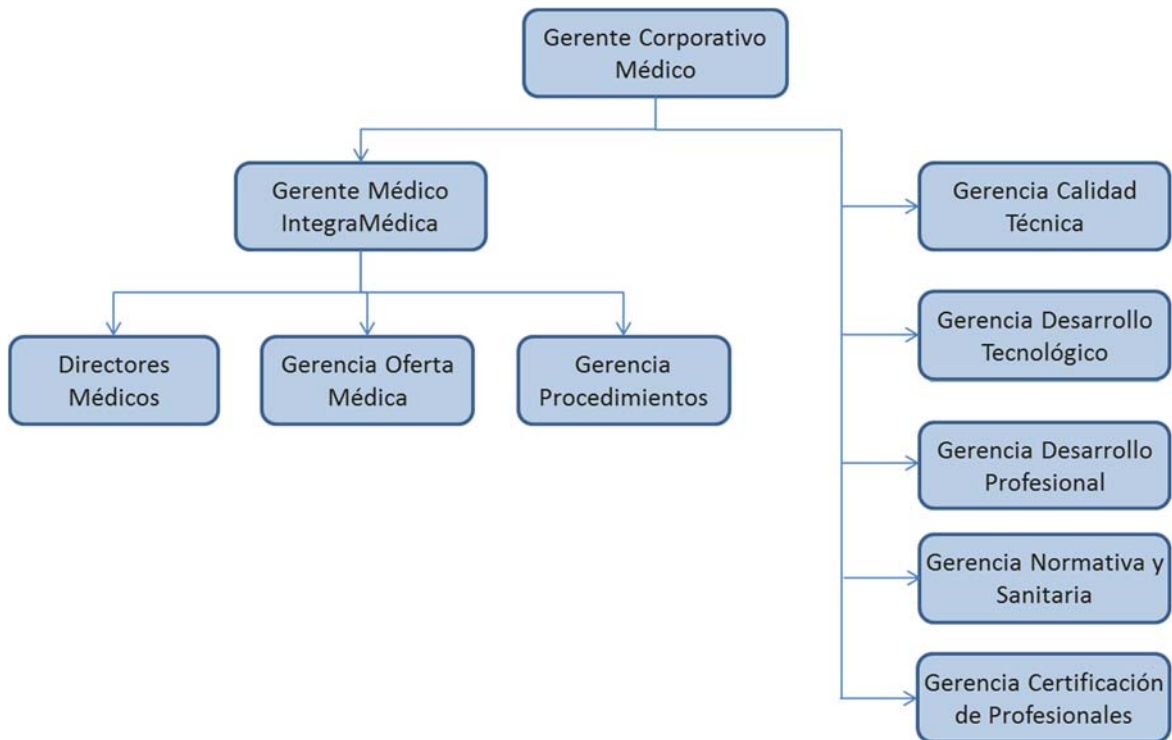 Gerente Corporativo
Médico
Gerente Médico
IntegraMédica
Directores
Médicos
Gerencia Oferta
Médica
Gerencia
Procedimientos
Gerencia Calidad
Técnica
Gerencia Desarrollo
Tecnológico
Gerencia Desarrollo
Profesional
Gerencia Normativa y
Sanitaria
Gerencia Certificación
de Profesionales